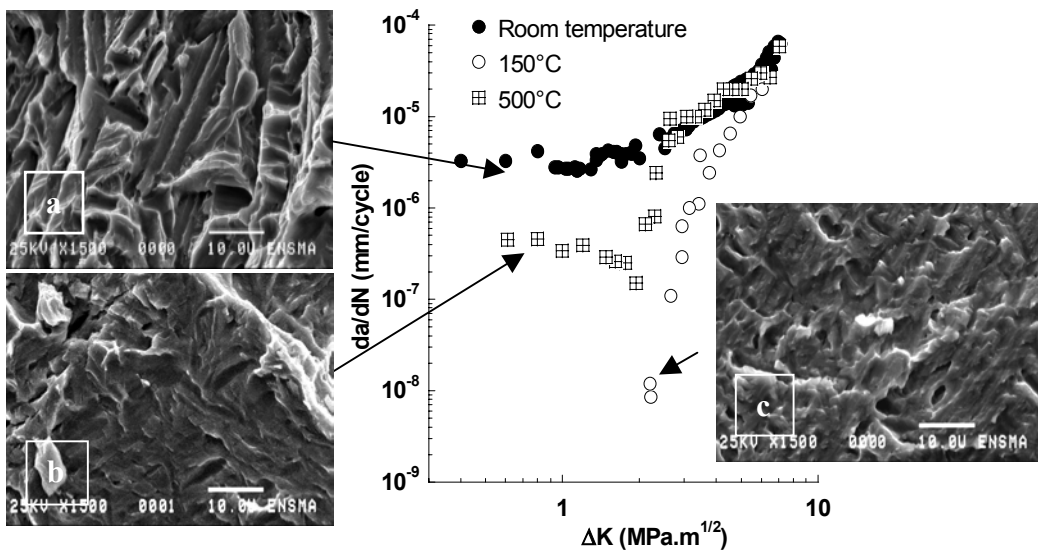 a
25KV X1500 0000 10.0U ENSMA
b
25KV X1500 0001 10.0U ENSMA
● Room temperature
○ 150°C
⊞ 500°C
10⁻⁴
10⁻⁵
10⁻⁶
10⁻⁷
10⁻⁸
10⁻⁹
da/dN (mm/cycle)
1 10
ΔK (MPa.m¹/²)
c
25KV X1500 0000 10.0U ENSMA